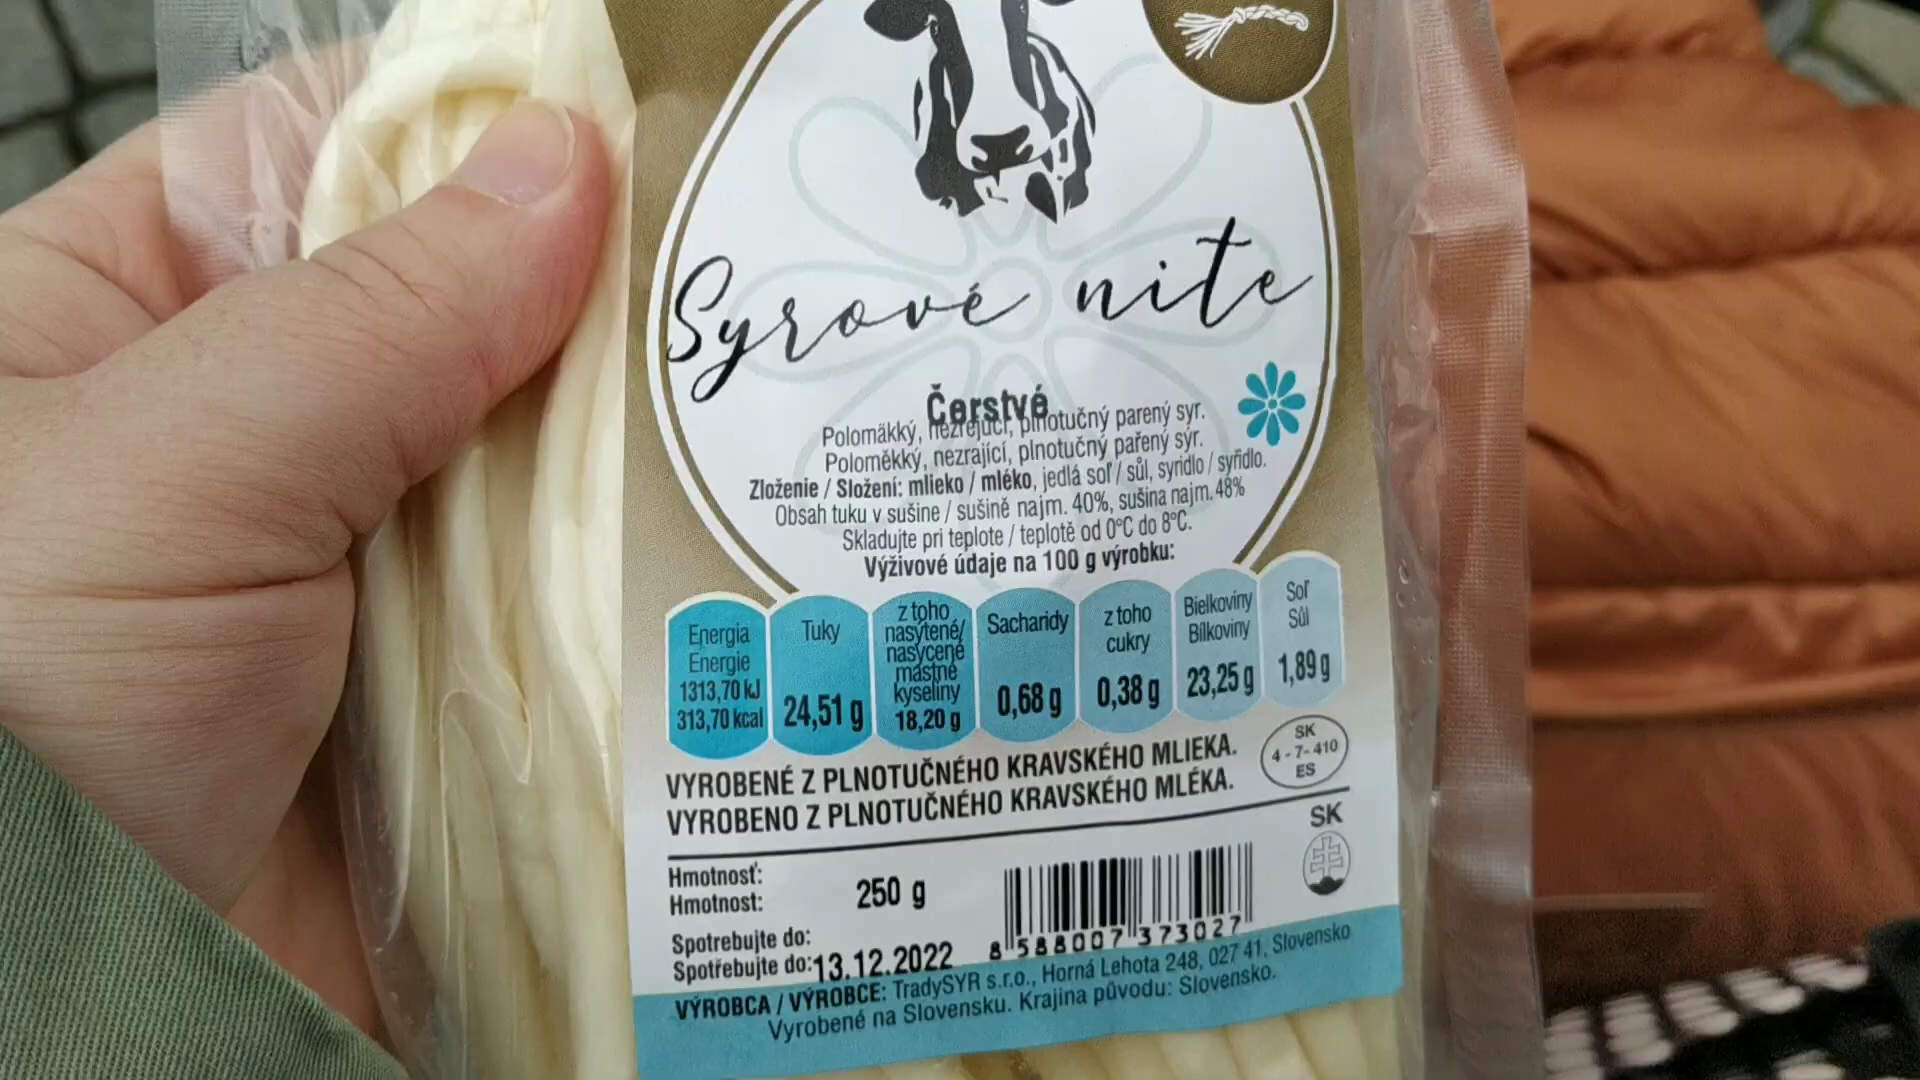 Syrové nite
Čerstvé
Polomäkký, nezrejúci, plnotučný parený syr.
Poloměkký, nezrající, plnotučný pařený sýr.
Zloženie / Složení: mlieko / mléko, jedlá soľ / sůl, syridlo / syřidlo.
Obsah tuku v sušine / sušině najm. 40%, sušina najm. 48%
Skladujte pri teplote / teplotě od 0°C do 8°C.
Výživové údaje na 100 g výrobku:
Energia
Energie
1313,70 kJ
313,70 kcal
Tuky
24,51 g
z toho
nasýtené/
nasycené
mastné
kyseliny
18,20 g
Sacharidy
0,68 g
z toho
cukry
0,38 g
Bielkoviny
Bílkoviny
23,25 g
Soľ
Sůl
1,89 g
VYROBENÉ Z PLNOTUČNÉHO KRAVSKÉHO MLIEKA.
VYROBENO Z PLNOTUČNÉHO KRAVSKÉHO MLÉKA.
SK
4-7-410
ES
SK
Hmotnosť:
Hmotnost:
250 g
Spotrebujte do:
Spotřebujte do:13.12.2022
8 588007 373027
VÝROBCA / VÝROBCE: TradySYR s.r.o., Horná Lehota 248, 027 41, Slovensko
Vyrobené na Slovensku. Krajina původu: Slovensko.